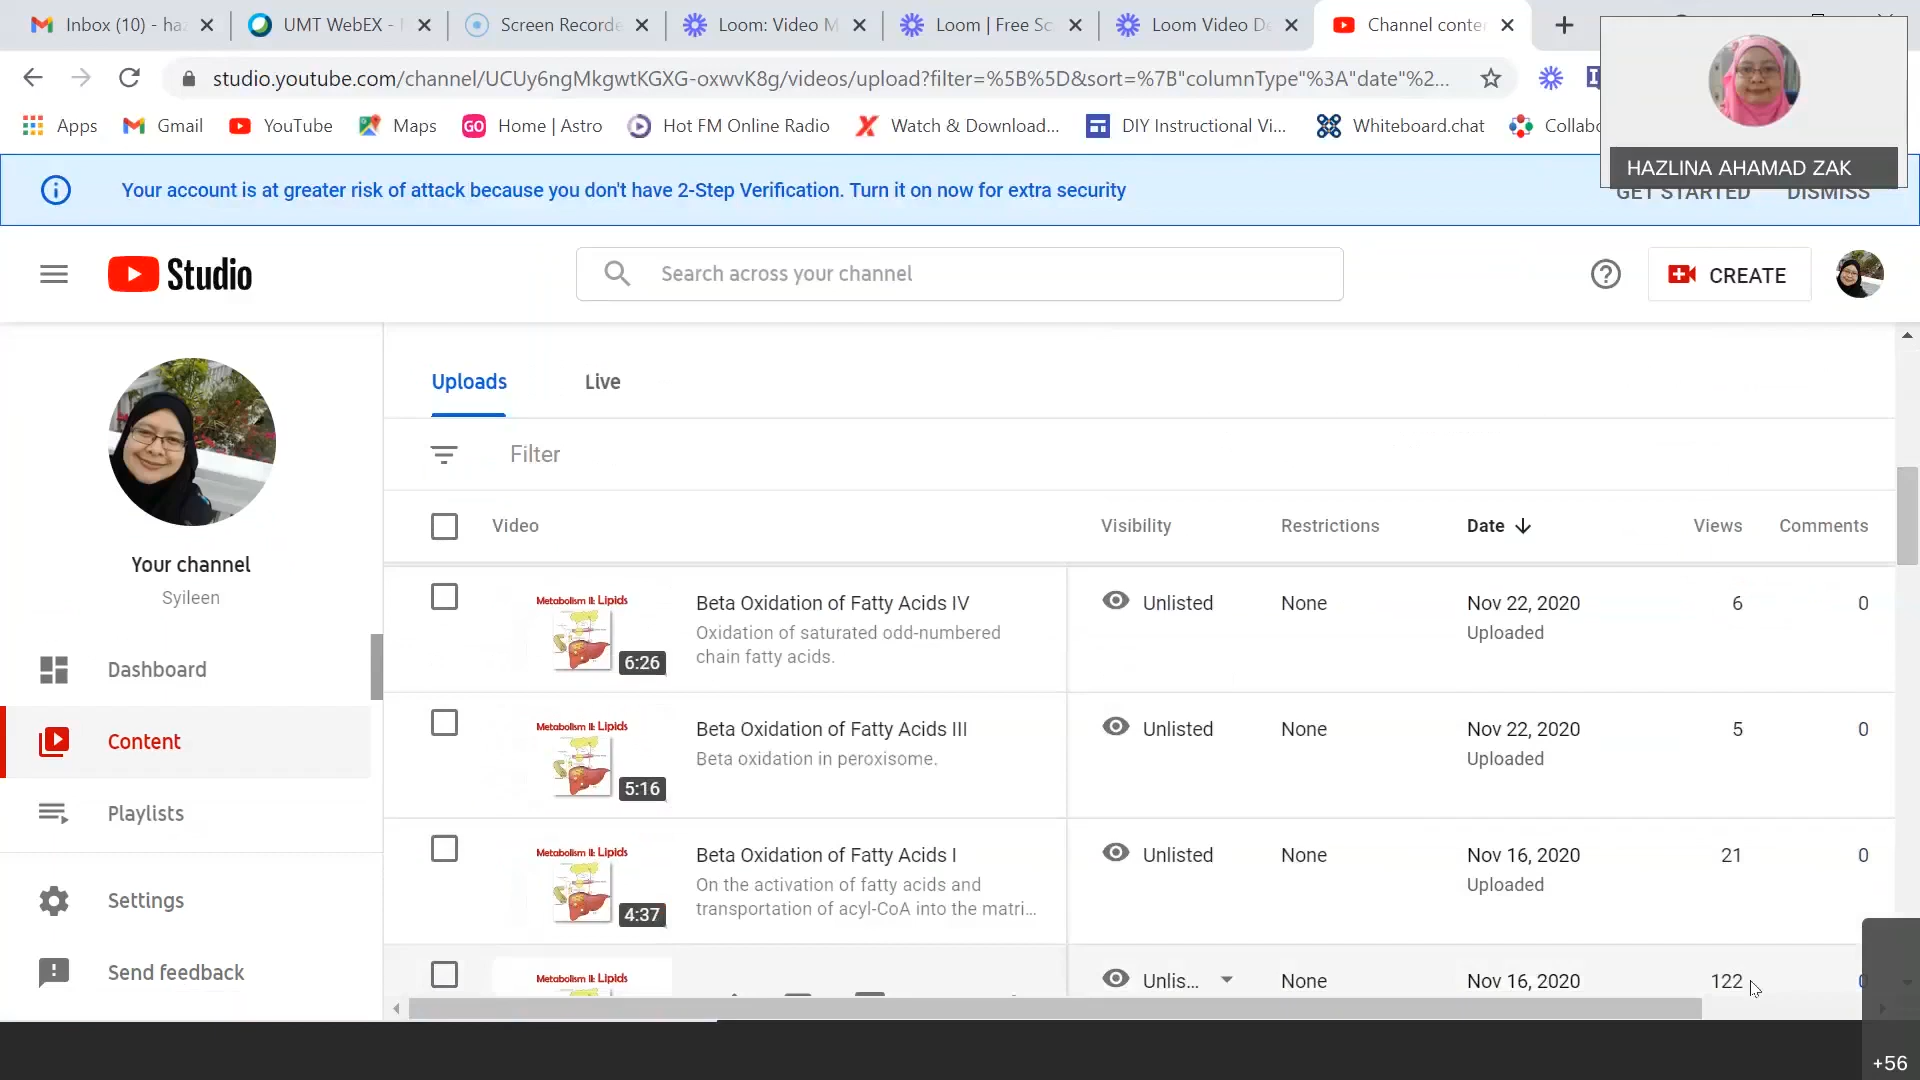 Inbox (10) - ha
UMT WebEX -
Screen Recorde
Loom: Video M
Loom | Free Sc
Loom Video De
Channel conte
studio.youtube.com/channel/UCUy6ngMkgwtKGXG-oxwvK8g/videos/upload?filter=%5B%5D&sort=%7B"columnType"%3A"date"%2...
Apps
Gmail
YouTube
Maps
GO
Home | Astro
Hot FM Online Radio
Watch & Download...
DIY Instructional Vi...
Whiteboard.chat
Collabo
HAZLINA AHAMAD ZAK
Your account is at greater risk of attack because you don't have 2-Step Verification. Turn it on now for extra security
GET STARTED
DISMISS
Studio
Search across your channel
CREATE
Your channel
Syileen
Dashboard
Content
Playlists
Settings
Send feedback
Uploads
Live
Filter
Video
Visibility
Restrictions
Date
Views
Comments
Metabolism II: Lipids
6:26
Beta Oxidation of Fatty Acids IV
Oxidation of saturated odd-numbered
chain fatty acids.
Unlisted
None
Nov 22, 2020
Uploaded
6
0
Metabolism II: Lipids
5:16
Beta Oxidation of Fatty Acids III
Beta oxidation in peroxisome.
Unlisted
None
Nov 22, 2020
Uploaded
5
0
Metabolism II: Lipids
4:37
Beta Oxidation of Fatty Acids I
On the activation of fatty acids and
transportation of acyl-CoA into the matri...
Unlisted
None
Nov 16, 2020
Uploaded
21
0
Metabolism II: Lipids
Unlis...
None
Nov 16, 2020
122
0
+56